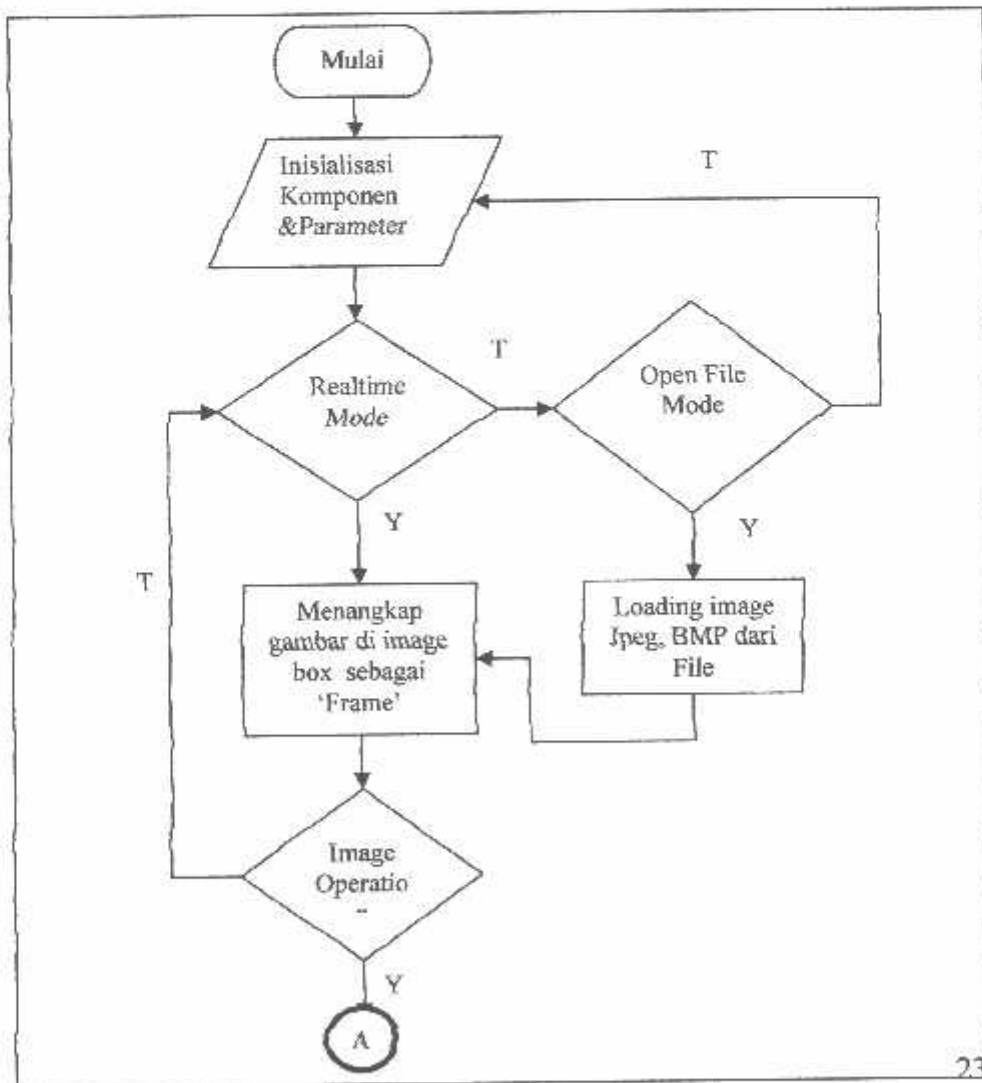 Mulai
Inisialisasi
Komponen
&Parameter
T
Realtime
Mode
T
Open File
Mode
Y
Y
T
Menangkap
gambar di image
box sebagai
‘Frame’
Loading image
Jpeg, BMP dari
File
Image
Operatio
Y
A
23